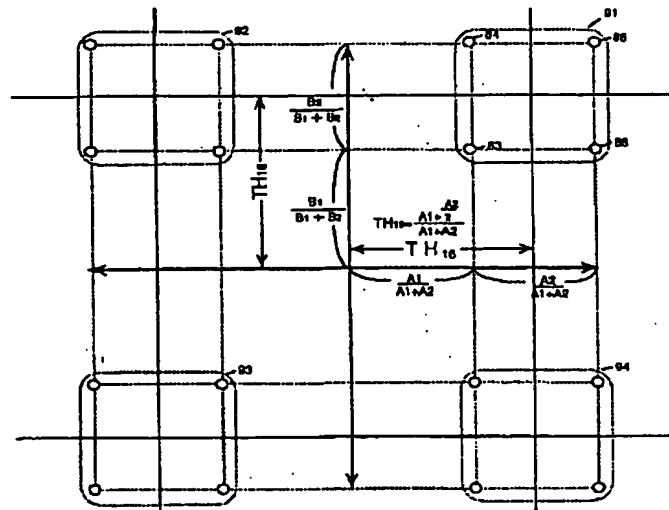 92
91
84
85
B2
B1 + B2
83
86
TH16
B1
B1 + B2
A2
TH16= A1+ 2
A1+A2
TH16
A1
A1+A2
A2
A1+A2
93
94